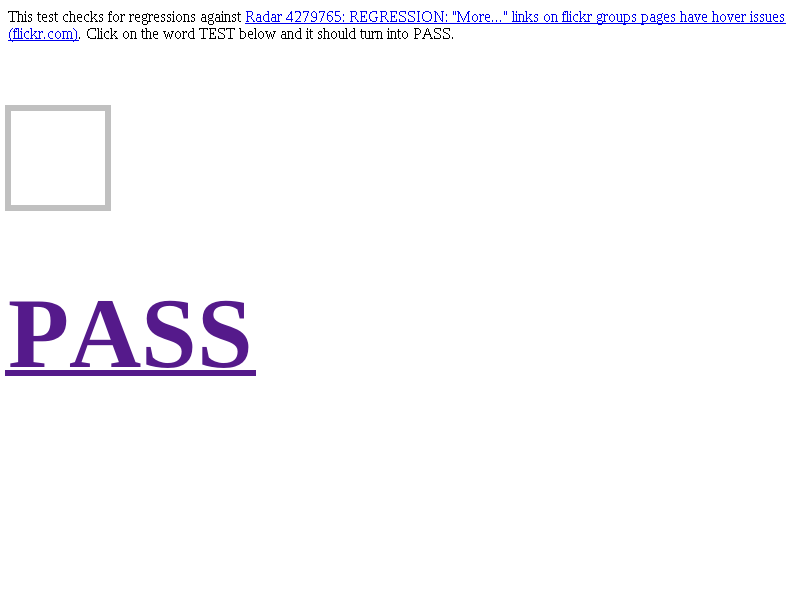 This test checks for regressions against Radar 4279765: REGRESSION: "More..." links on flickr groups pages have hover issues
(flickr.com). Click on the word TEST below and it should turn into PASS.
PASS